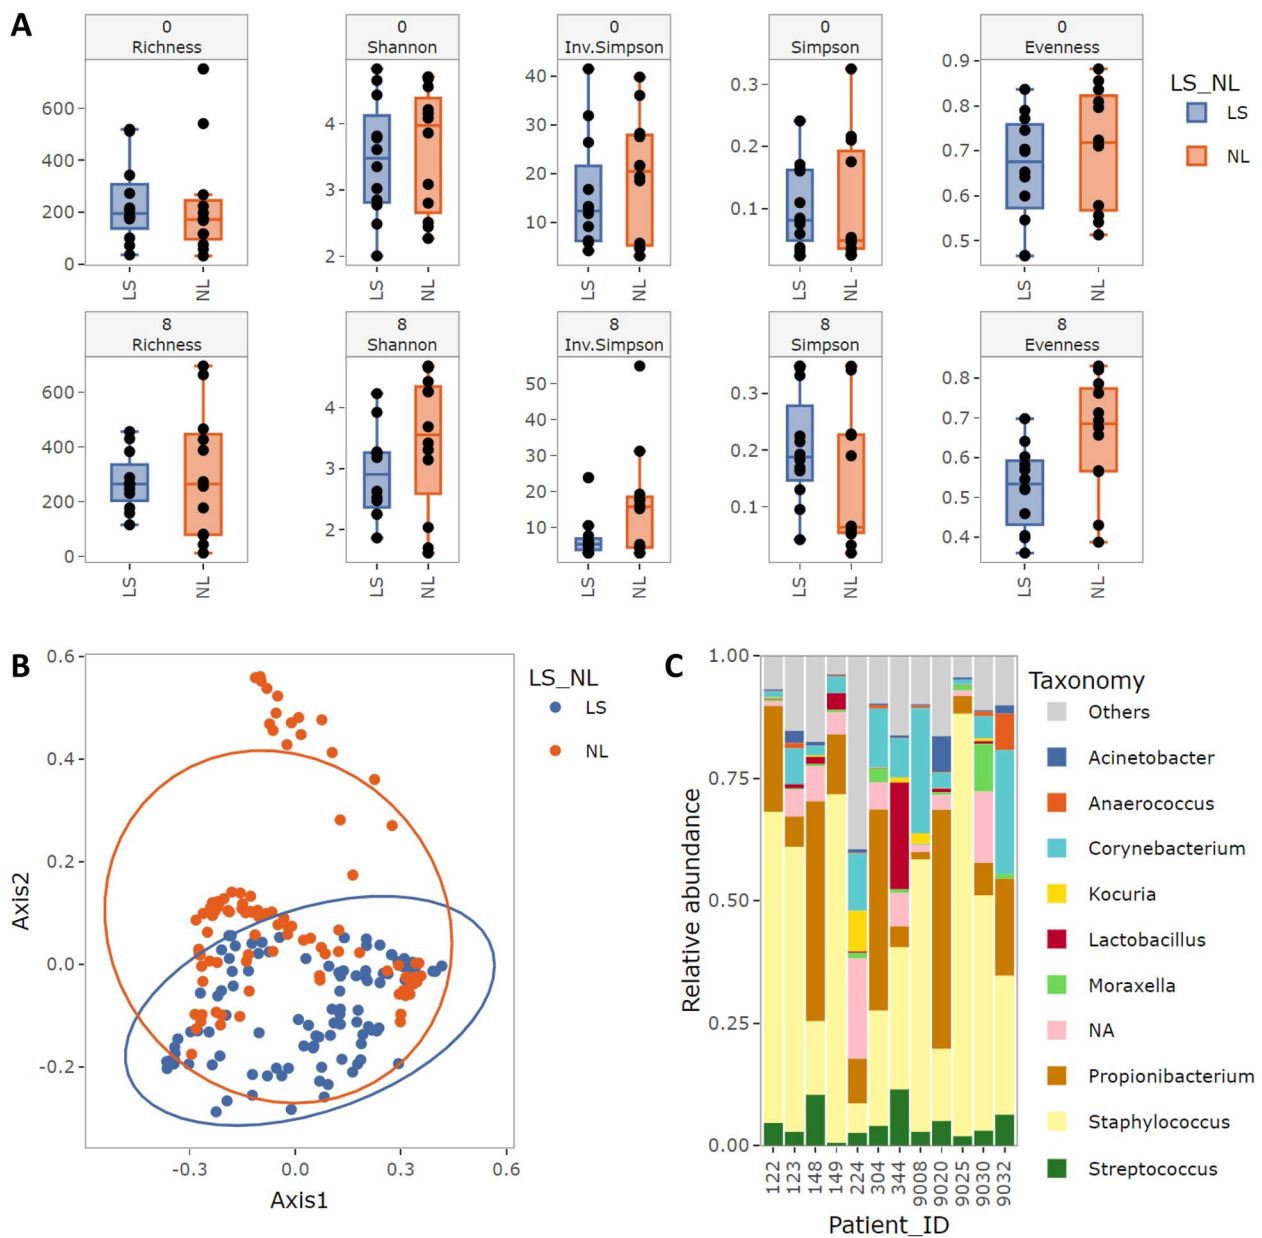 A
0
Richness
0
Shannon
0
Inv.Simpson
0
Simpson
0
Evenness
600
400
200
0
4
3
2
40
30
20
10
0.3
0.2
0.1
0.9
0.8
0.7
0.6
0.5
LS
NL
LS
NL
LS
NL
LS
NL
LS
NL
LS_NL
LS
NL
8
Richness
8
Shannon
8
Inv.Simpson
8
Simpson
8
Evenness
600
400
200
0
4
3
2
50
40
30
20
10
0.3
0.2
0.1
0.8
0.7
0.6
0.5
0.4
LS
NL
LS
NL
LS
NL
LS
NL
LS
NL
B
0.6
0.4
0.2
0.0
-0.2
Axis2
-0.3
0.0
0.3
0.6
Axis1
LS_NL
LS
NL
C
1.00
0.75
0.50
0.25
0.00
Relative abundance
122
123
148
149
224
304
344
9008
9020
9025
9030
9032
Patient_ID
Taxonomy
Others
Acinetobacter
Anaerococcus
Corynebacterium
Kocuria
Lactobacillus
Moraxella
NA
Propionibacterium
Staphylococcus
Streptococcus